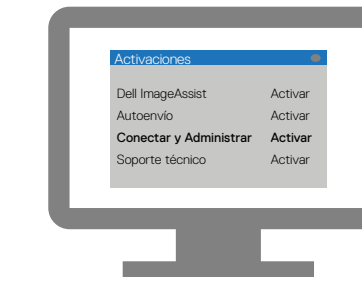 Activaciones
Dell ImageAssist Activar
Autoenvío Activar
Conectar y Administrar Activar
Soporte técnico Activar